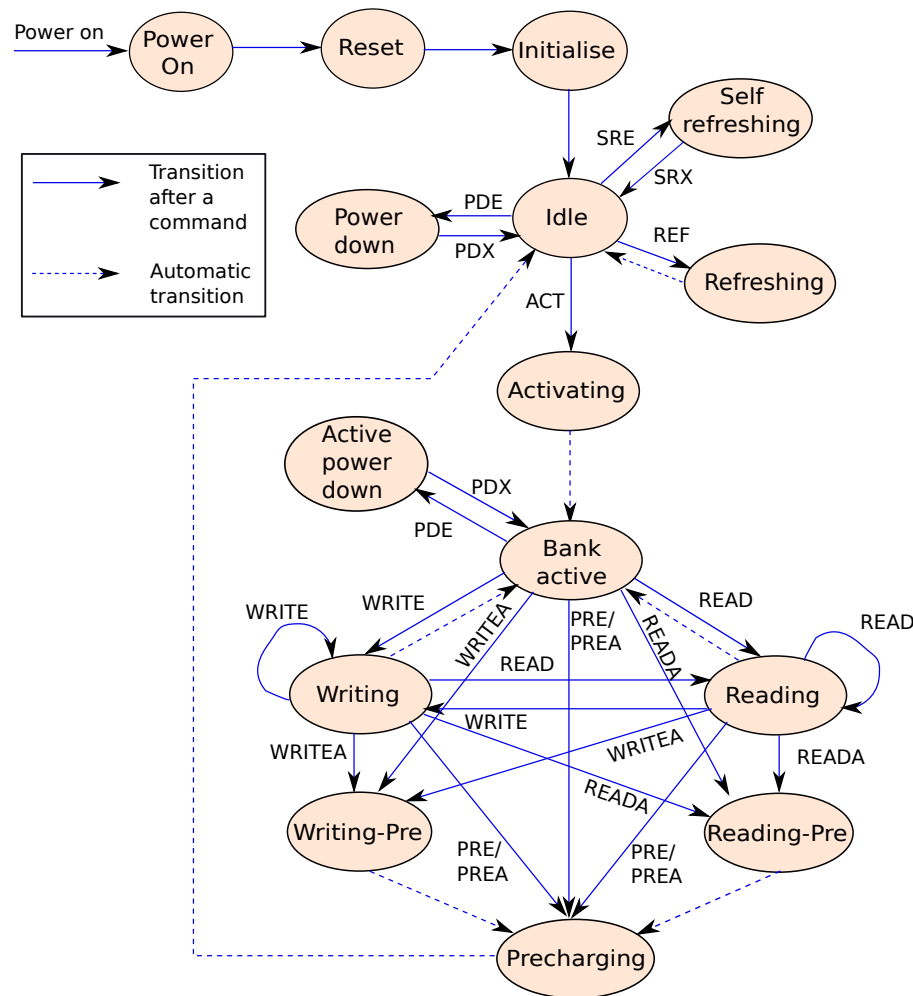 Power on
Power
On
Reset
Initialise
Self
refreshing
SRE
SRX
Transition
after a
command
Automatic
transition
Power
down
PDE
PDX
Idle
REF
Refreshing
ACT
Activating
Active
power
down
PDX
PDE
Bank
active
WRITE
WRITE
WRITEA
PRE/
PREA
READA
READ
READ
Writing
READ
WRITE
Reading
WRITEA
WRITEA
READA
READA
Writing-Pre
Reading-Pre
PRE/
PREA
PRE/
PREA
Precharging